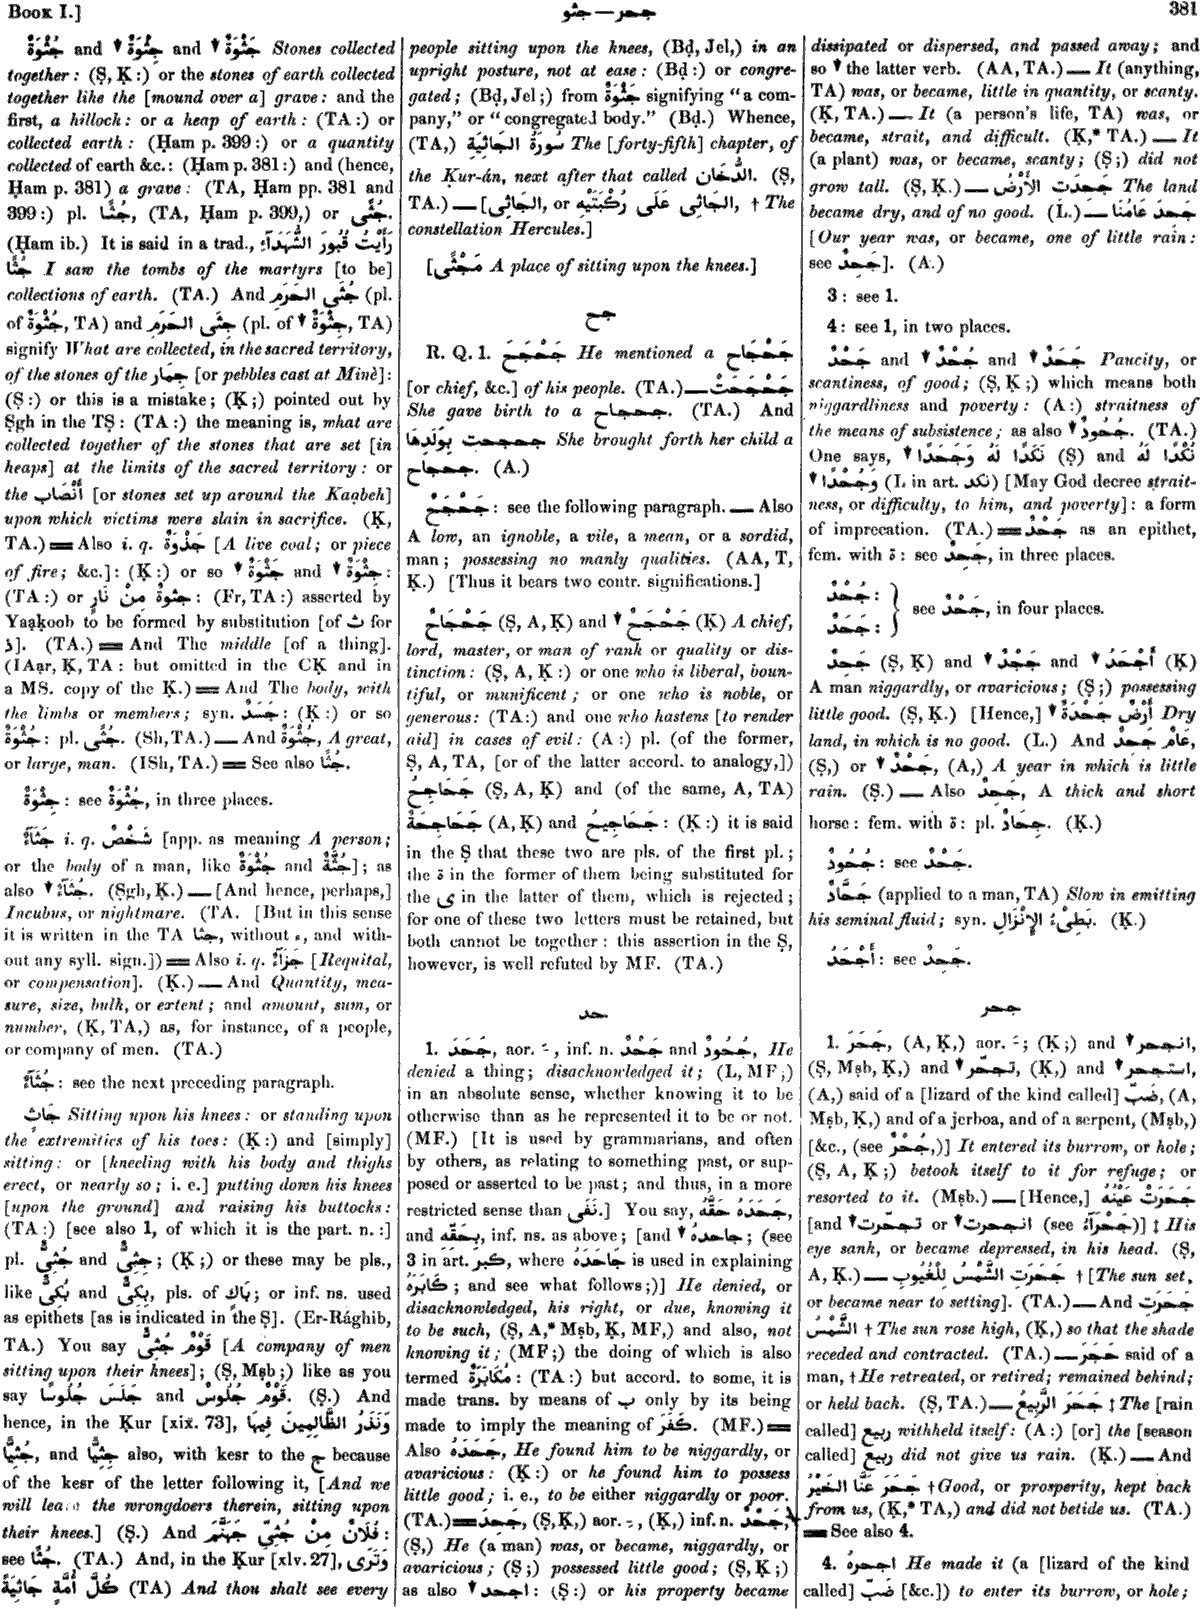 Book I.]
جحر — جثو
381
جُثْوَةٌ and ▼ جِثْوَةٌ and ▼ جَثْوَةٌ Stones collected
together: (Ṣ, Ḳ:) or the stones of earth collected
together like the [mound over a] grave: and the
first, a hillock: or a heap of earth: (TA:) or
collected earth: (Ḥam p. 399:) or a quantity
collected of earth &c.: (Ḥam p. 381:) and (hence,
Ḥam p. 381) a grave: (TA, Ḥam pp. 381 and
399:) pl. جُثًا, (TA, Ḥam p. 399,) or جُثًى.
(Ḥam ib.) It is said in a trad., رَأَيْتُ قُبُورَ الشُّهَدَآءِ
جُثًا I saw the tombs of the martyrs [to be]
collections of earth. (TA.) And جُثَى الحَرَمِ (pl.
of جُثْوَةٌ, TA) and جِثَى الحَرَمِ (pl. of ▼ جِثْوَةٌ, TA)
signify What are collected, in the sacred territory,
of the stones of the جِمَار [or pebbles cast at Minè]:
(Ṣ:) or this is a mistake; (Ḳ;) pointed out by
Ṣgh in the TṢ: (TA:) the meaning is, what are
collected together of the stones that are set [in
heaps] at the limits of the sacred territory: or
the أَنْصَاب [or stones set up around the Kaạbeh]
upon which victims were slain in sacrifice. (Ḳ,
TA.) ══ Also i. q. جَذْوَةٌ [A live coal; or piece
of fire; &c.]: (Ḳ:) or so ▼ جِثْوَةٌ and ▼ جَثْوَةٌ:
(TA:) or جثوةٌ مِنْ نَارٍ: (Fr, TA:) asserted by
Yaạḳoob to be formed by substitution [of ث for
ذ]. (TA.) ══ And The middle [of a thing].
(IAạr, Ḳ, TA: but omitted in the CḲ and in
a MS. copy of the Ḳ.) ══ And The body, with
the limbs or members; syn. جَسَدٌ: (Ḳ:) or so
جُثْوَةٌ: pl. جُثًى. (Sh, TA.) — And جُثْوَةٌ, A great,
or large, man. (ISh, TA.) ══ See also جُثًا.
جِثْوَةٌ: see جُثْوَةٌ, in three places.
جَثَآءٌ i. q. شَخْصٌ [app. as meaning A person;
or the body of a man, like جُثْوَةٌ and جُثَّةٌ]; as
also ▼ جُثَآءٌ. (Ṣgh, Ḳ.) — [And hence, perhaps,]
Incubus, or nightmare. (TA. [But in this sense
it is written in the TA جثا, without ء, and with-
out any syll. sign.]) ══ Also i. q. جَزَآءٌ [Requital,
or compensation]. (Ḳ.) — And Quantity, mea-
sure, size, bulk, or extent; and amount, sum, or
number, (Ḳ, TA,) as, for instance, of a people,
or company of men. (TA.)
جُثَآءٌ: see the next preceding paragraph.
جَاثٍ Sitting upon his knees: or standing upon
the extremities of his toes: (Ḳ:) and [simply]
sitting: or [kneeling with his body and thighs
erect, or nearly so; i. e.] putting down his knees
[upon the ground] and raising his buttocks:
(TA:) [see also 1, of which it is the part. n.:]
pl. جُثِىٌّ and جِثِىٌّ; (Ḳ;) or these may be pls.,
like بُكِىٌّ and بِكِىٌّ, pls. of بَاكٍ; or inf. ns. used
as epithets [as is indicated in the Ṣ]. (Er-Rághib,
TA.) You say قَوْمٌ جُثِىٌّ [A company of men
sitting upon their knees]; (Ṣ, Mṣb;) like as you
say جَلَسَ جُلُوسًا and قَوْمٌ جُلُوسٌ. (Ṣ.) And
hence, in the Ḳur [xix. 73], وَنَذَرُ الظَّالِمِينَ فِيهَا
جُثِيًّا, and جِثِيًّا also, with kesr to the ج because
of the kesr of the letter following it, [And we
will leave the wrongdoers therein, sitting upon
their knees.] (Ṣ.) And فُلَانٌ مِنْ جُثِىِّ جَهَنَّمَ:
see جُثًا. (TA.) And, in the Ḳur [xlv. 27], وَتَرَى
كُلَّ أُمَّةٍ جَاثِيَةً (TA) And thou shalt see every
people sitting upon the knees, (Bḍ, Jel,) in an
upright posture, not at ease: (Bḍ:) or congre-
gated; (Bḍ, Jel;) from جَثْوَةٌ signifying "a com-
pany," or "congregated body." (Bḍ.) Whence,
(TA,) سُورَةُ الجَاثِيَةِ The [forty-fifth] chapter, of
the Ḳur-án, next after that called الدُّخَان. (Ṣ,
TA.) — [الجَاثِى, or الجَاثِى عَلَى رُكْبَتَيْهِ, † The
constellation Hercules.]
[مَجْثًى A place of sitting upon the knees.]
جح
R. Q. 1. جَحْجَحَ He mentioned a جَحْجَاح
[or chief, &c.] of his people. (TA.) — جَحْجَحَتْ
She gave birth to a جحجاح. (TA.) And
جحجحت بِوَلَدِهَا She brought forth her child a
جحجاح. (A.)
جَحْجَحٌ: see the following paragraph. — Also
A low, an ignoble, a vile, a mean, or a sordid,
man; possessing no manly qualities. (AA, T,
Ḳ.) [Thus it bears two contr. significations.]
جَحْجَاحٌ (Ṣ, A, Ḳ) and ▼ جَحْجَحٌ (Ḳ) A chief,
lord, master, or man of rank or quality or dis-
tinction: (Ṣ, A, Ḳ:) or one who is liberal, boun-
tiful, or munificent; or one who is noble, or
generous: (TA:) and one who hastens [to render
aid] in cases of evil: (A:) pl. (of the former,
Ṣ, A, TA, [or of the latter accord. to analogy,])
جَحَاجِحُ (Ṣ, A, Ḳ) and (of the same, A, TA)
جَحَاجِحَةٌ (A, Ḳ) and جَحَاجِيحُ: (Ḳ:) it is said
in the Ṣ that these two are pls. of the first pl.;
the ة in the former of them being substituted for
the ى in the latter of them, which is rejected;
for one of these two letters must be retained, but
both cannot be together: this assertion in the Ṣ,
however, is well refuted by MF. (TA.)
حد
1. جَحَدَ, aor. ـَ, inf. n. جَحْدٌ and جُحُودٌ, He
denied a thing; disacknowledged it; (L, MF;)
in an absolute sense, whether knowing it to be
otherwise than as he represented it to be or not.
(MF.) [It is used by grammarians, and often
by others, as relating to something past, or sup-
posed or asserted to be past; and thus, in a more
restricted sense than نَفَى.] You say, جَحَدَهُ حَقَّهُ,
and بِحَقِّهِ, inf. ns. as above; [and ▼ جاحدهُ; (see
3 in art. كبر, where جَاحَدَهُ is used in explaining
كَابَرَهُ; and see what follows;)] He denied, or
disacknowledged, his right, or due, knowing it
to be such, (Ṣ, A,* Mṣb, Ḳ, MF,) and also, not
knowing it; (MF;) the doing of which is also
termed مُكَابَرَةٌ: (TA:) but accord. to some, it is
made trans. by means of ب only by its being
made to imply the meaning of كَفَرَ. (MF.) ══
Also جَحَدَهُ, He found him to be niggardly, or
avaricious: (Ḳ:) or he found him to possess
little good; i. e., to be either niggardly or poor.
(TA.) ══ جَحِدَ, (Ṣ, Ḳ,) aor. ـَ, (Ḳ,) inf. n. جَحَدٌ,
(Ṣ,) He (a man) was, or became, niggardly, or
avaricious; (Ṣ;) possessed little good; (Ṣ, Ḳ;)
as also ▼ اجحد: (Ṣ:) or his property became
dissipated or dispersed, and passed away; and
so ▼ the latter verb. (AA, TA.) — It (anything,
TA) was, or became, little in quantity, or scanty.
(Ḳ, TA.) — It (a person's life, TA) was, or
became, strait, and difficult. (Ḳ,* TA.) — It
(a plant) was, or became, scanty; (Ṣ;) did not
grow tall. (Ṣ, Ḳ.) — جَحِدَتِ الأَرْضُ The land
became dry, and of no good. (L.) — جَحِدَ عَامُنَا
[Our year was, or became, one of little rain:
see جَحِدٌ]. (A.)
3: see 1.
4: see 1, in two places.
جَحْدٌ and ▼ جُحْدٌ and ▼ جَحَدٌ Paucity, or
scantiness, of good; (Ṣ, Ḳ;) which means both
niggardliness and poverty: (A:) straitness of
the means of subsistence; as also ▼ جُحُودٌ. (TA.)
One says, نَكَدًا لَهُ وَجَحَدًا ▼ (Ṣ) and نُكْدًا لَهُ
وَجُحْدًا ▼ (L in art. نكد) [May God decree strait-
ness, or difficulty, to him, and poverty]: a form
of imprecation. (TA.) ══ جَحْدٌ as an epithet,
fem. with ة: see جَحِدٌ, in three places.
جُحْدٌ:
جَحَدٌ:
see جَحْدٌ, in four places.
جَحِدٌ (Ṣ, Ḳ) and ▼ جَحْدٌ and ▼ أَجْحَدُ (Ḳ)
A man niggardly, or avaricious; (Ṣ;) possessing
little good. (Ṣ, Ḳ.) [Hence,] أَرْضٌ جَحْدَةٌ ▼ Dry
land, in which is no good. (L.) And عَامٌ جَحِدٌ,
(Ṣ,) or ▼ جَحْدٌ, (A,) A year in which is little
rain. (Ṣ.) — Also جَحِدٌ, A thick and short
horse: fem. with ة: pl. جِحَادٌ. (Ḳ.)
جُحُودٌ: see جَحْدٌ.
جَحَّادٌ (applied to a man, TA) Slow in emitting
his seminal fluid; syn. بَطِىْءُ الإِنْزَالِ. (Ḳ.)
أَجْحَدُ: see جَحِدٌ.
جحر
1. جَحَرَ, (A, Ḳ,) aor. ـَ; (Ḳ;) and ▼ انجحر,
(Ṣ, Mṣb, Ḳ,) and ▼ تجحّر, (Ḳ,) and ▼ استجحر,
(A,) said of a [lizard of the kind called] ضَبّ, (A,
Mṣb, Ḳ,) and of a jerboa, and of a serpent, (Mṣb,)
[&c., (see جُحْرٌ,)] It entered its burrow, or hole;
(Ṣ, A, Ḳ;) betook itself to it for refuge; or
resorted to it. (Mṣb.) — [Hence,] جَحَرَتْ عَيْنُهُ
[and ▼ تجحّرت or ▼ انجحرت (see جَحْرَآءُ)] ‡ His
eye sank, or became depressed, in his head. (Ṣ,
A, Ḳ.) — جَحَرَتِ الشَّمْسُ لِلْغُيُوبِ † [The sun set,
or became near to setting]. (TA.) — And جَحَرَتِ
الشَّمْسُ † The sun rose high, (Ḳ,) so that the shade
receded and contracted. (TA.) — جَحَرَ said of a
man, † He retreated, or retired; remained behind;
or held back. (Ṣ, TA.) — جَحَرَ الرَّبِيعُ ‡ The [rain
called] ربيع withheld itself: (A:) [or] the [season
called] ربيع did not give us rain. (Ḳ.) — And
جَحَرَ عَنَّا الخَيْرُ † Good, or prosperity, kept back
from us, (Ḳ,* TA,) and did not betide us. (TA.)
══ See also 4.
4. اجحرهُ He made it (a [lizard of the kind
called] ضَبّ [&c.]) to enter its burrow, or hole;